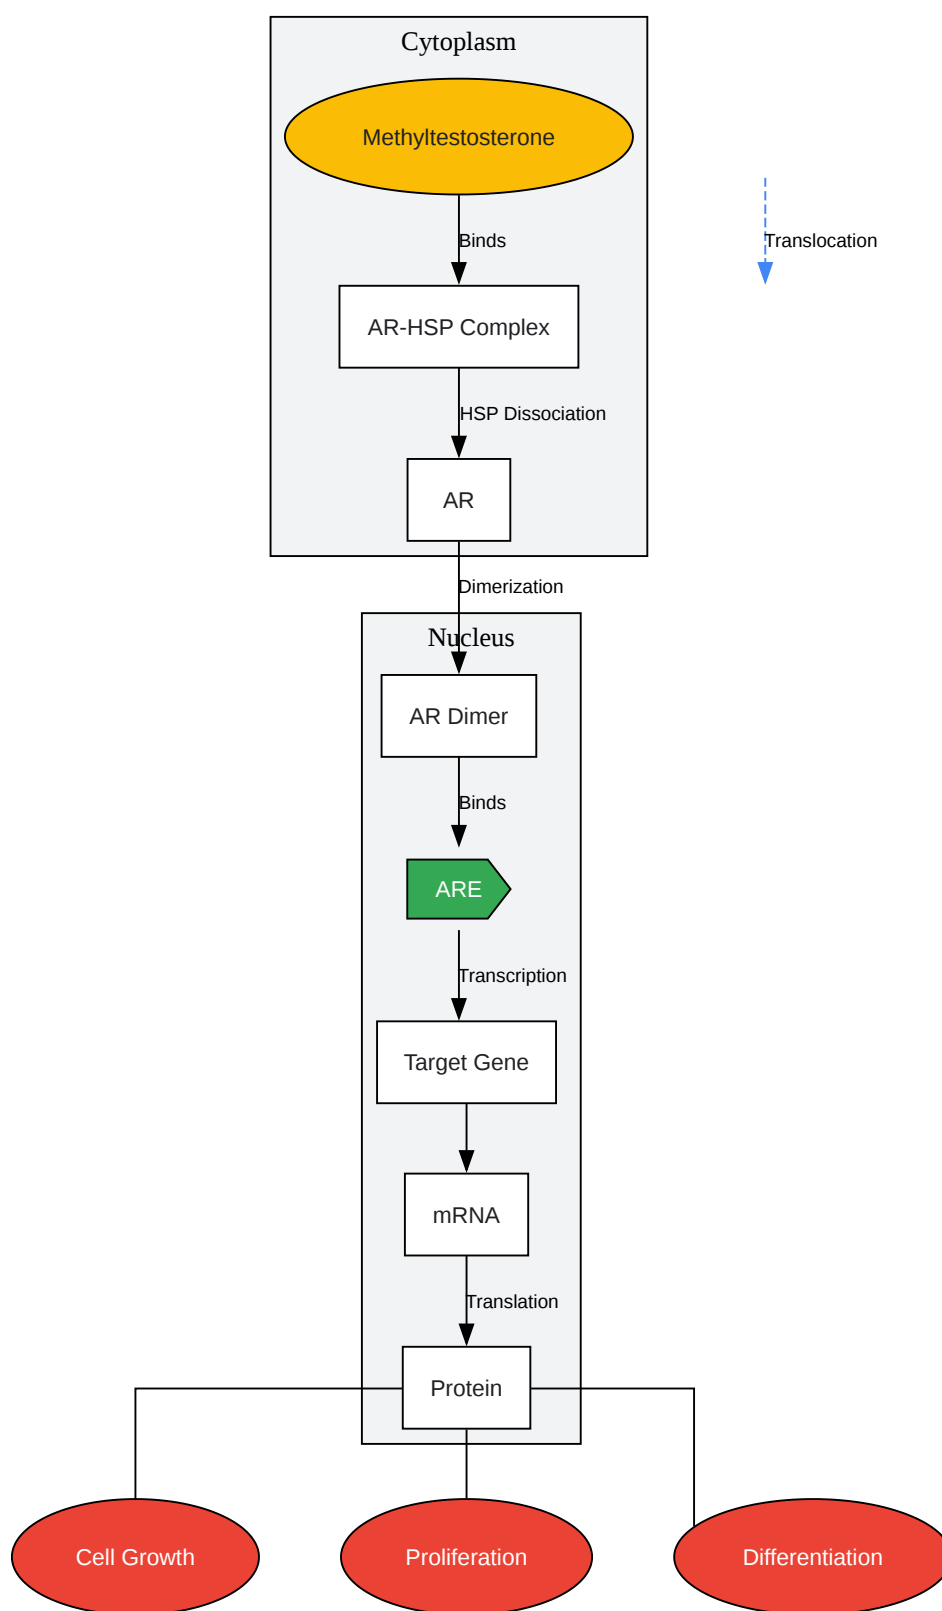 Cytoplasm
Methyltestosterone
Binds
Translocation
AR-HSP Complex
HSP Dissociation
AR
Dimerization
Nucleus
AR Dimer
Binds
ARE
Transcription
Target Gene
mRNA
Translation
Protein
Cell Growth
Proliferation
Differentiation